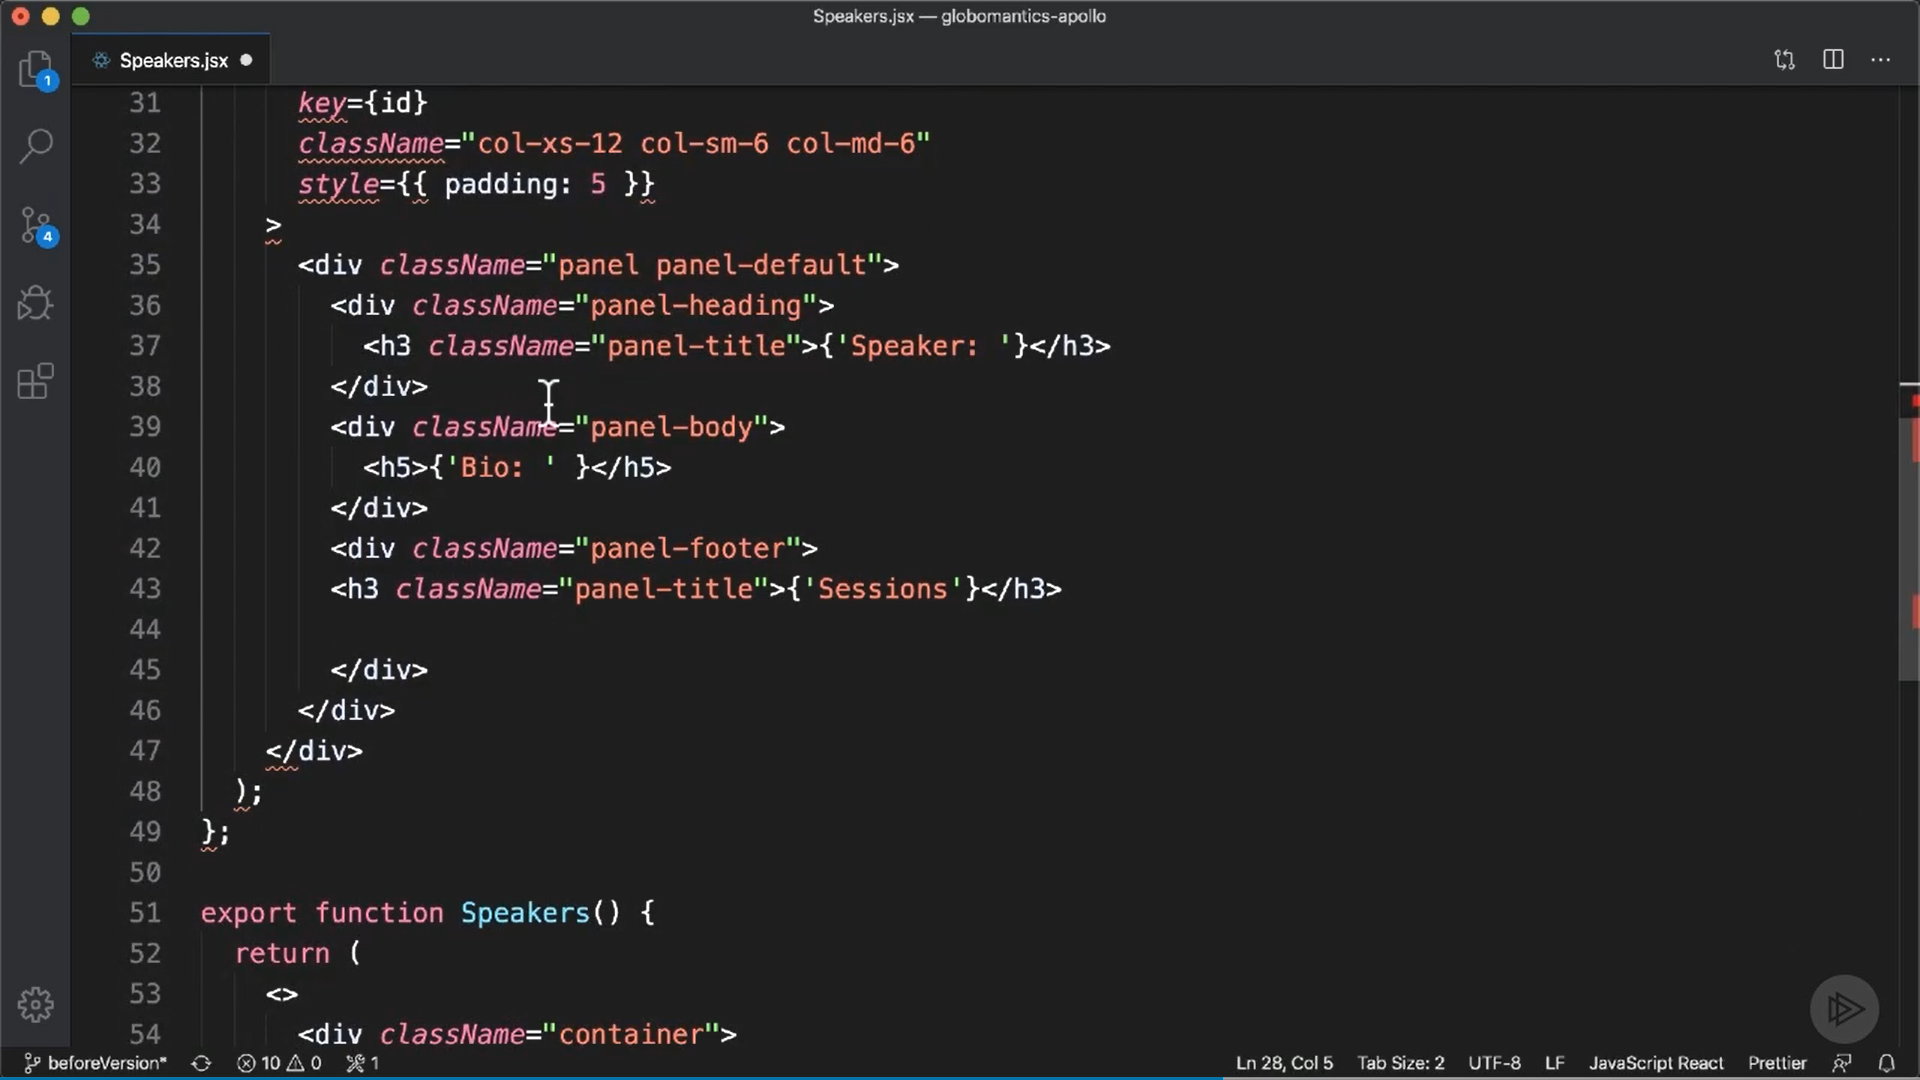 Speakers.jsx — globomantics-apollo
1
Speakers.jsx
31 key={id}
32 className="col-xs-12 col-sm-6 col-md-6"
33 style={{ padding: 5 }}
34 >
4
35 <div className="panel panel-default">
36 <div className="panel-heading">
37 <h3 className="panel-title">{'Speaker: '}</h3>
38 </div>
39 <div className="panel-body">
40 <h5>{'Bio: ' }</h5>
41 </div>
42 <div className="panel-footer">
43 <h3 className="panel-title">{'Sessions'}</h3>
44
45 </div>
46 </div>
47 </div>
48 );
49 };
50
51 export function Speakers() {
52 return (
53 <>
54 <div className="container">
beforeVersion* 10 0 1 Ln 28, Col 5 Tab Size: 2 UTF-8 LF JavaScript React Prettier